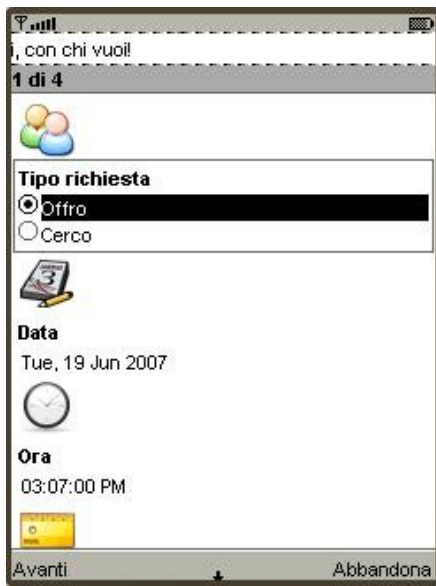 i, con chi vuoi!
1 di 4
Tipo richiesta
Offro
Cerco
Data
Tue, 19 Jun 2007
Ora
03:07:00 PM
Avanti Abbandona